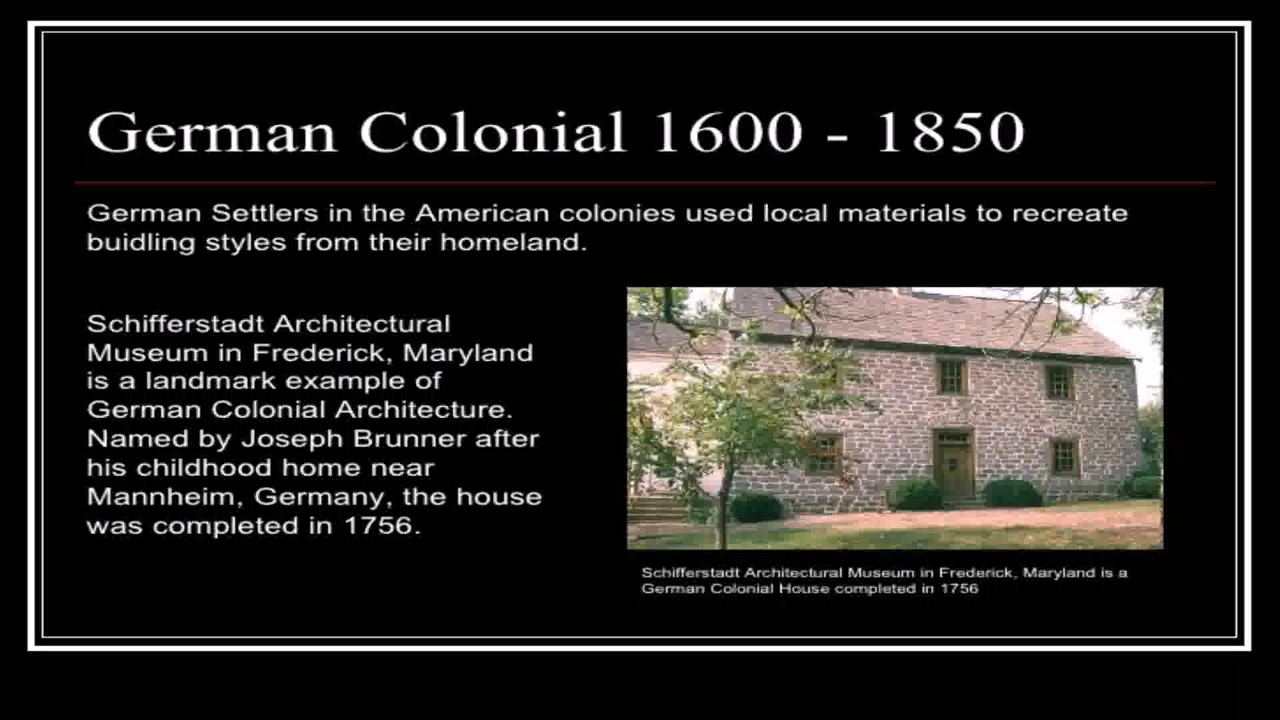 German Colonial 1600 - 1850
German Settlers in the American colonies used local materials to recreate
buidling styles from their homeland.
Schifferstadt Architectural
Museum in Frederick, Maryland
is a landmark example of
German Colonial Architecture.
Named by Joseph Brunner after
his childhood home near
Mannheim, Germany, the house
was completed in 1756.
Schifferstadt Architectural Museum in Frederick, Maryland is a
German Colonial House completed in 1756